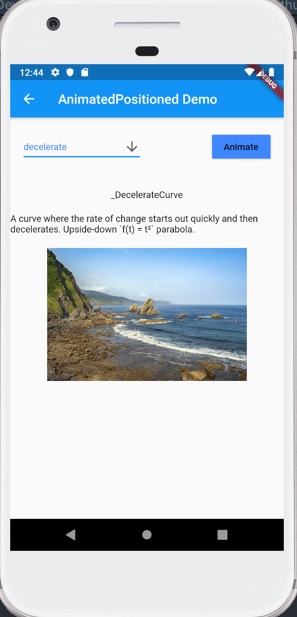 12:44
DEBUG
AnimatedPositioned Demo
decelerate
Animate
_DecelerateCurve
A curve where the rate of change starts out quickly and then
decelerates. Upside-down `f(t) = t²` parabola.